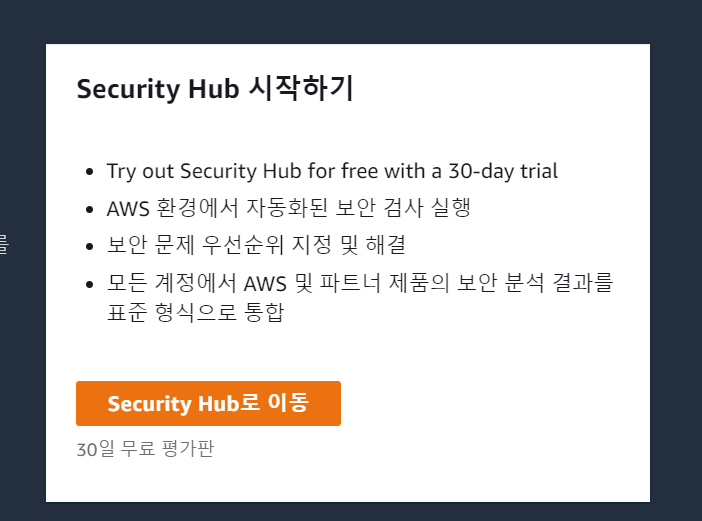 Security Hub 시작하기
Try out Security Hub for free with a 30-day trial
AWS 환경에서 자동화된 보안 검사 실행
를
보안 문제 우선순위 지정 및 해결
모든 계정에서 AWS 및 파트너 제품의 보안 분석 결과를
표준 형식으로 통합
Security Hub로 이동
30일 무료 평가판